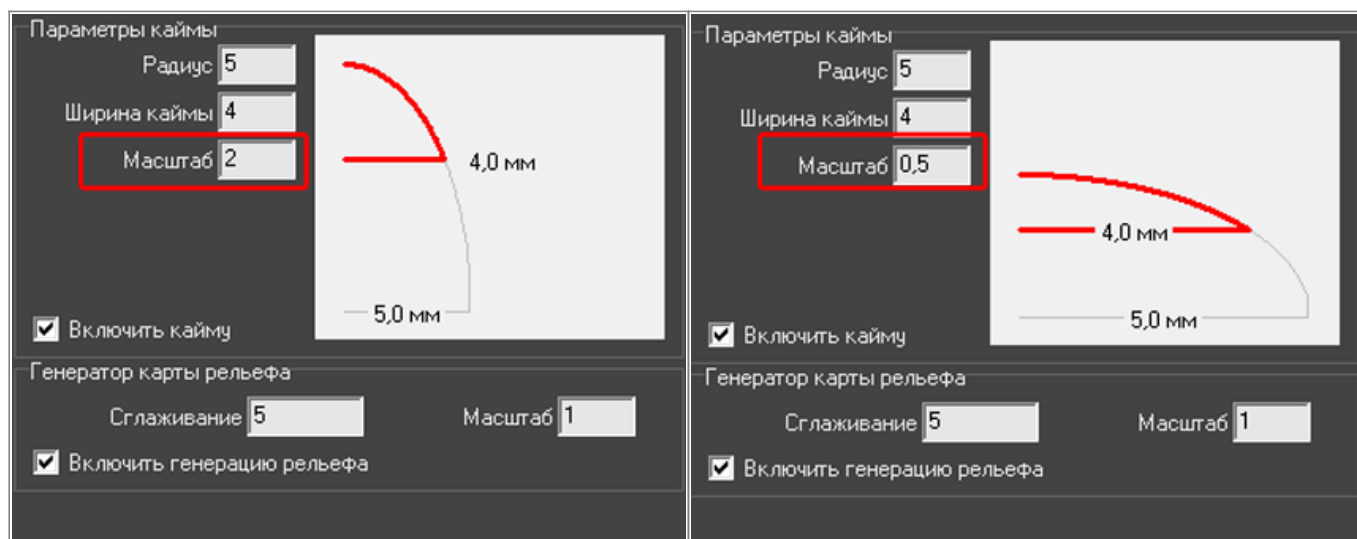 Параметры каймы
Радиус 5
Ширина каймы 4
Масштаб 2
4,0 мм
5,0 мм
Включить кайму
Генератор карты рельефа
Сглаживание 5 Масштаб 1
Включить генерацию рельефа
Параметры каймы
Радиус 5
Ширина каймы 4
Масштаб 0,5
4,0 мм
5,0 мм
Включить кайму
Генератор карты рельефа
Сглаживание 5 Масштаб 1
Включить генерацию рельефа